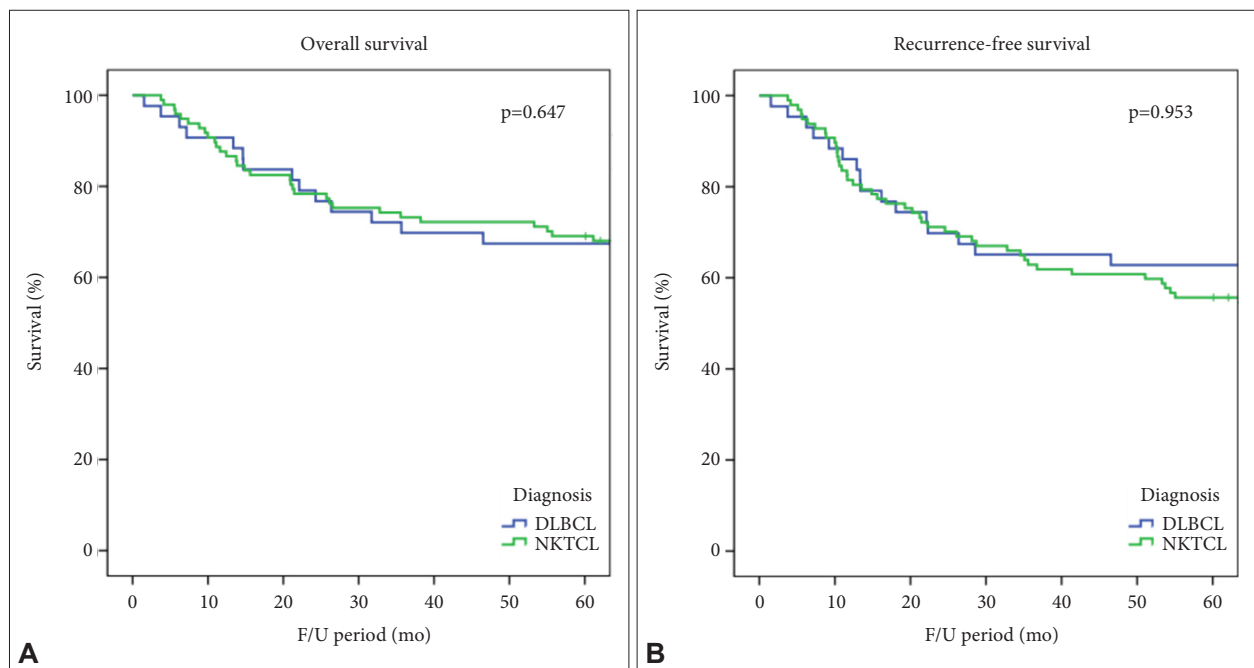 Overall survival
p=0.647
100
80
60
40
20
0
Survival (%)
Diagnosis
DLBCL
NKTCL
0 10 20 30 40 50 60
F/U period (mo)
A
Recurrence-free survival
p=0.953
100
80
60
40
20
0
Survival (%)
Diagnosis
DLBCL
NKTCL
0 10 20 30 40 50 60
F/U period (mo)
B